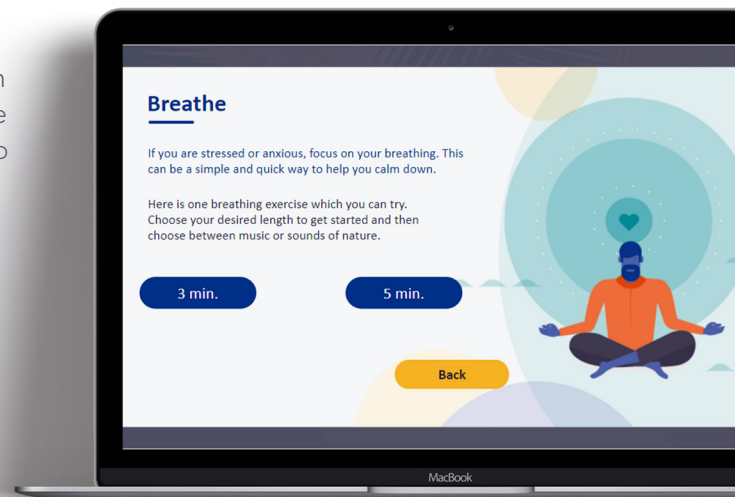 Breathe
If you are stressed or anxious, focus on your breathing. This
can be a simple and quick way to help you calm down.
Here is one breathing exercise which you can try.
Choose your desired length to get started and then
choose between music or sounds of nature.
3 min.
5 min.
Back
MacBook